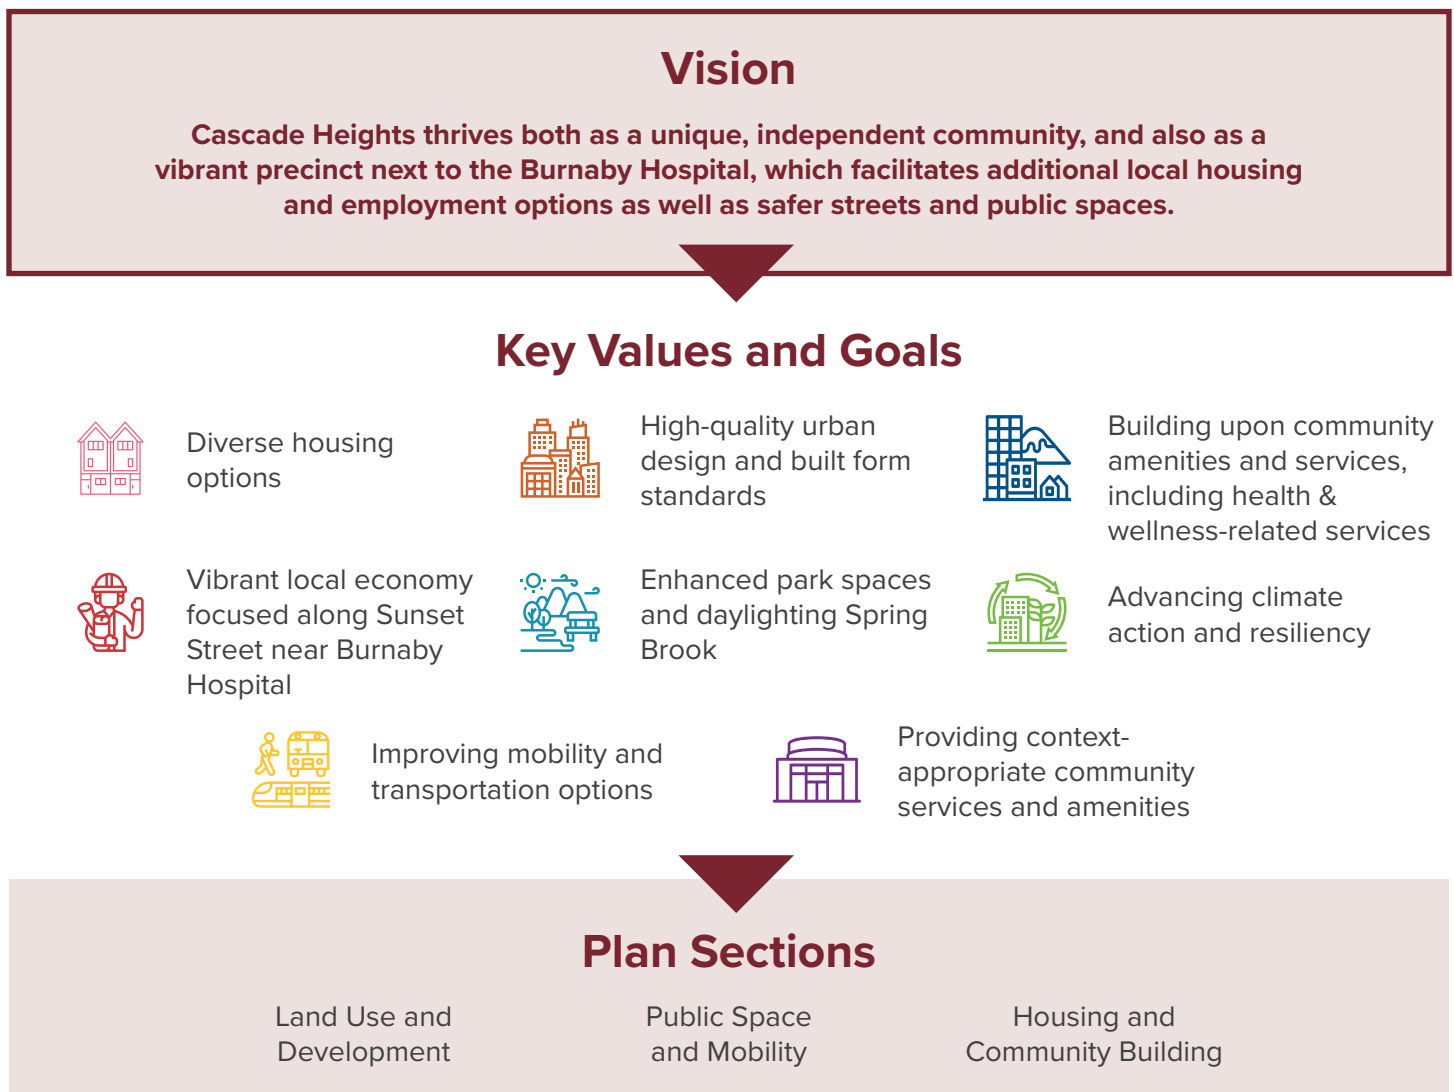 Vision
Cascade Heights thrives both as a unique, independent community, and also as a
vibrant precinct next to the Burnaby Hospital, which facilitates additional local housing
and employment options as well as safer streets and public spaces.
Key Values and Goals
Diverse housing
options
High-quality urban
design and built form
standards
Building upon community
amenities and services,
including health &
wellness-related services
Vibrant local economy
focused along Sunset
Street near Burnaby
Hospital
Enhanced park spaces
and daylighting Spring
Brook
Advancing climate
action and resiliency
Improving mobility and
transportation options
Providing context-
appropriate community
services and amenities
Plan Sections
Land Use and
Development
Public Space
and Mobility
Housing and
Community Building